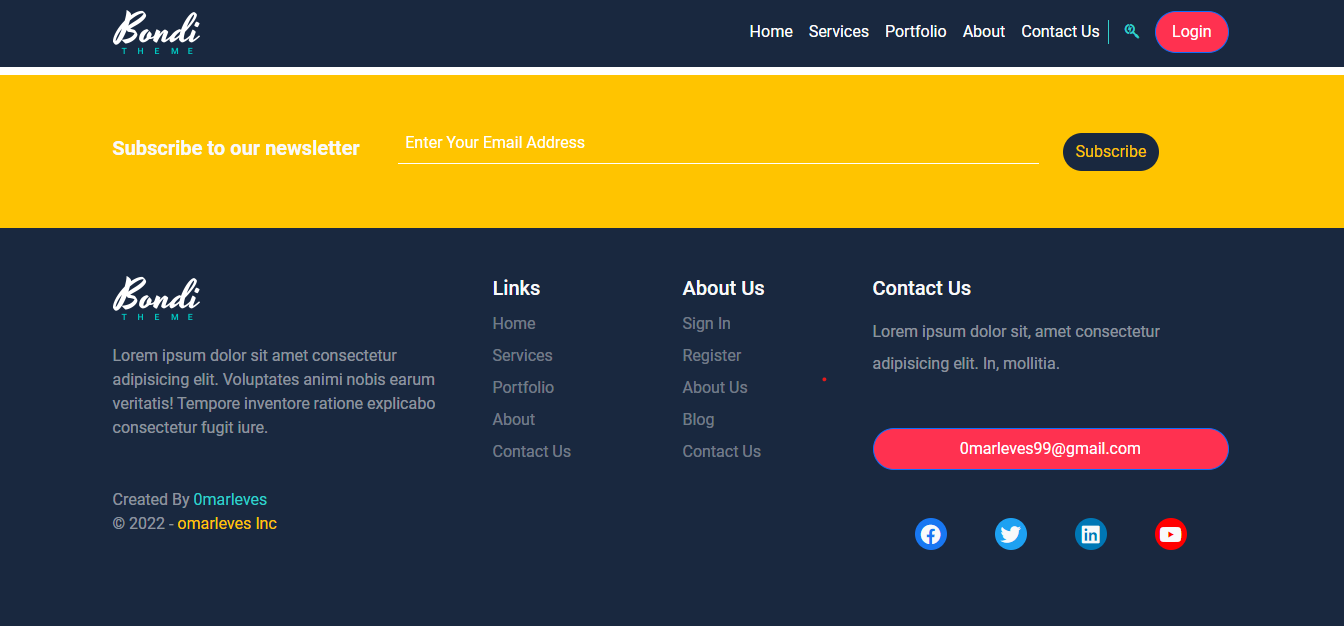 Bondi
THEME
Home Services Portfolio About Contact Us Login
Subscribe to our newsletter
Enter Your Email Address
Subscribe
Bondi
THEME
Lorem ipsum dolor sit amet consectetur
adipisicing elit. Voluptates animi nobis earum
veritatis! Tempore inventore ratione explicabo
consectetur fugit iure.
Created By 0marleves
© 2022 - omarleves Inc
Links
Home
Services
Portfolio
About
Contact Us
About Us
Sign In
Register
About Us
Blog
Contact Us
Contact Us
Lorem ipsum dolor sit, amet consectetur
adipisicing elit. In, mollitia.
0marleves99@gmail.com
in